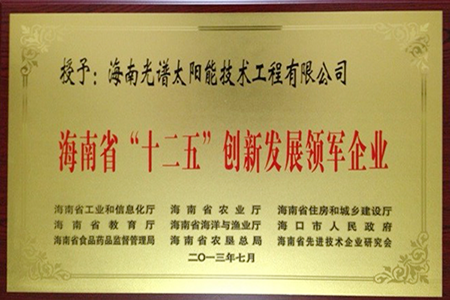 授予：海南光谱太阳能技术工程有限公司
海南省“十二五”创新发展领军企业
海南省工业和信息化厅 海南省农业厅 海南省住房和城乡建设厅
海南省教育厅 海南省海洋与渔业厅 海口市人民政府
海南省食品药品监督管理局 海南省农垦总局 海南省先进技术企业研究会
二〇一三年七月